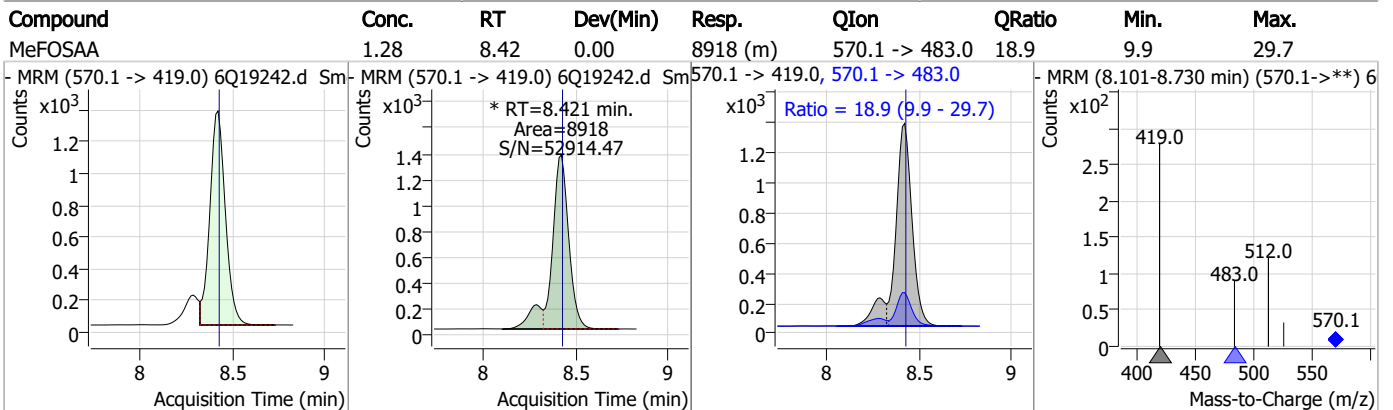 Compound Conc. RT Dev(Min) Resp. QIon QRatio Min. Max.
MeFOSAA 1.28 8.42 0.00 8918 (m) 570.1 -> 483.0 18.9 9.9 29.7
- MRM (570.1 -> 419.0) 6Q19242.d Sm
Counts
x10³
1.2
1
0.8
0.6
0.4
0.2
0
8 8.5 9
Acquisition Time (min)
- MRM (570.1 -> 419.0) 6Q19242.d Sm
Counts
x10³
* RT=8.421 min.
Area=8918
S/N=52914.47
1.4
1.2
1
0.8
0.6
0.4
0.2
0
8 8.5 9
Acquisition Time (min)
570.1 -> 419.0, 570.1 -> 483.0
Counts
x10³
Ratio = 18.9 (9.9 - 29.7)
1.2
1
0.8
0.6
0.4
0.2
0
8 8.5 9
Acquisition Time (min)
- MRM (8.101-8.730 min) (570.1->**) 6
Counts
x10²
419.0
2.5
2
1.5
512.0
1
483.0
0.5
570.1
0
400 450 500 550
Mass-to-Charge (m/z)